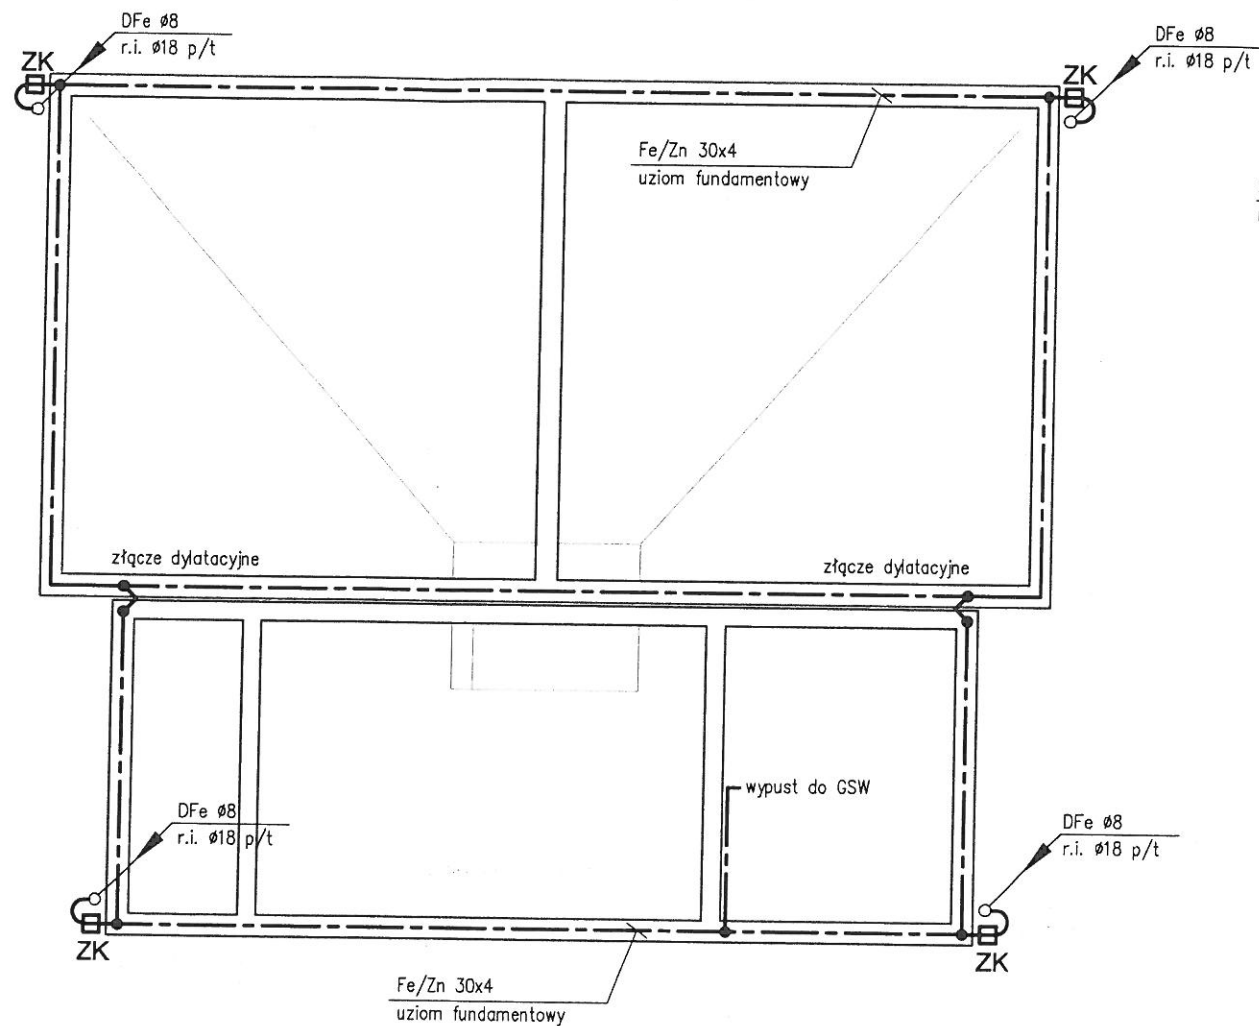 DFe ø8
r.i. ø18 p/t
ZK
DFe ø8
r.i. ø18 p/t
ZK
Fe/Zn 30x4
uziom fundamentowy
złącze dylatacyjne
złącze dylatacyjne
wypust do GSW
DFe ø8
r.i. ø18 p/t
DFe ø8
r.i. ø18 p/t
ZK
ZK
Fe/Zn 30x4
uziom fundamentowy